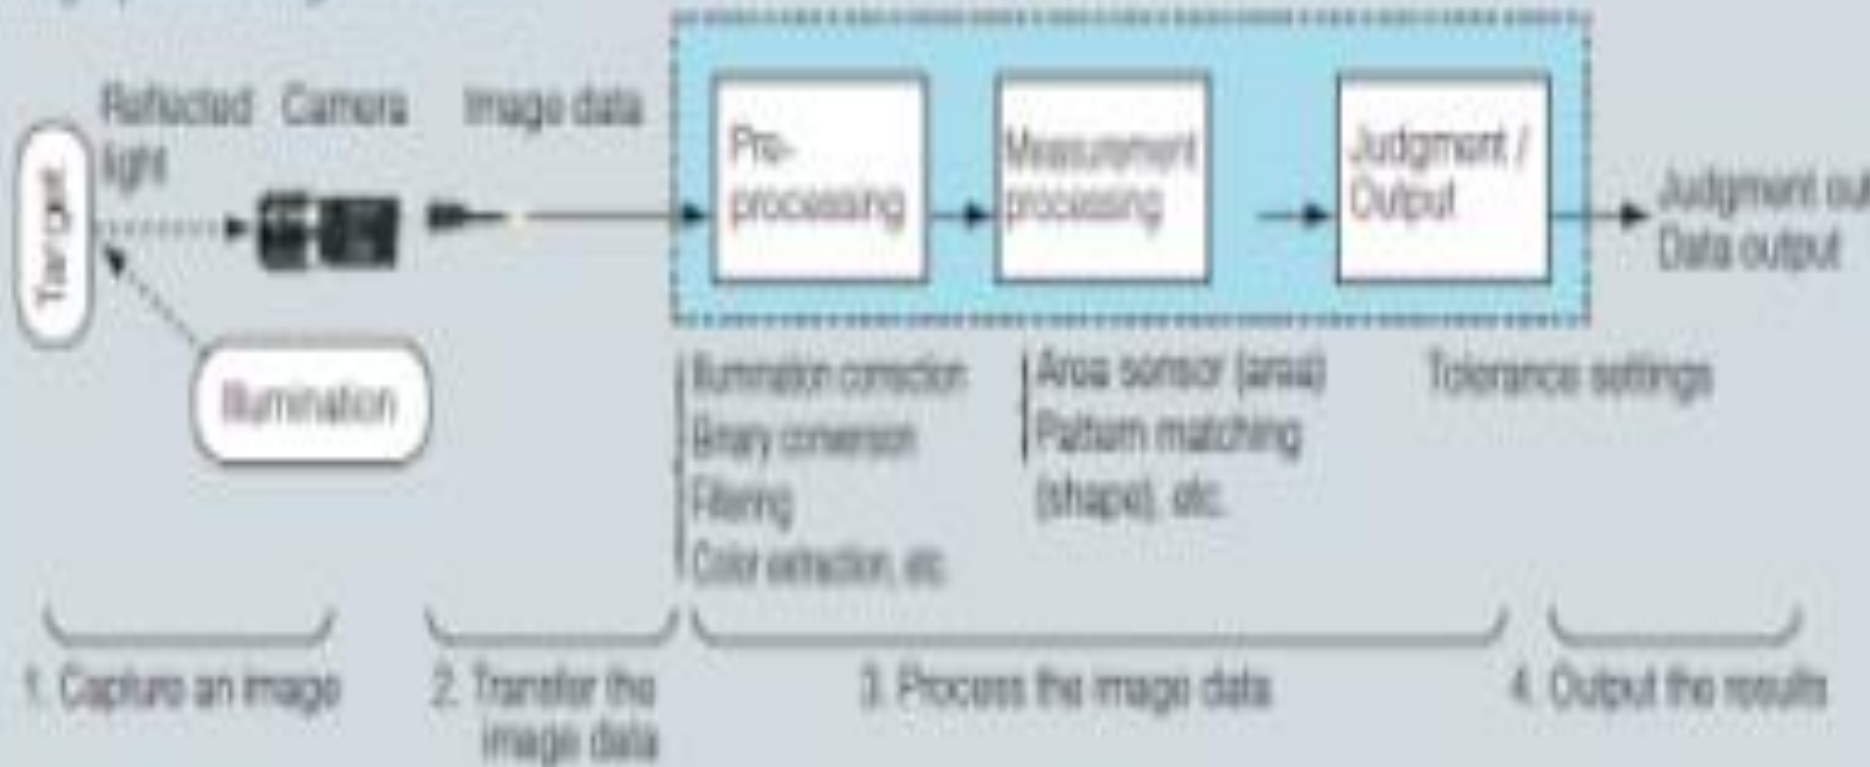 Reflected
light
Camera
Image data
Target
Illumination
Pre-
processing
Measurement
processing
Judgment /
Output
Judgment out
Data output
Illumination correction
Binary conversion
Filtering
Color extraction, etc.
Area sensor (area)
Pattern matching
(shape), etc.
Tolerance settings
1. Capture an image
2. Transfer the
image data
3. Process the image data
4. Output the results